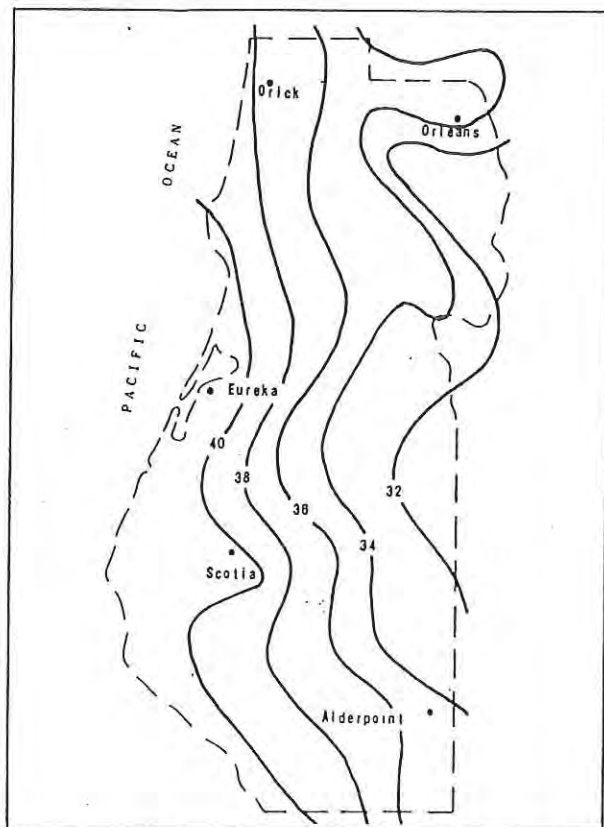 Orick
Orleans
OCEAN
PACIFIC
Eureka
40
38
36
32
34
Scotia
Alderpoint